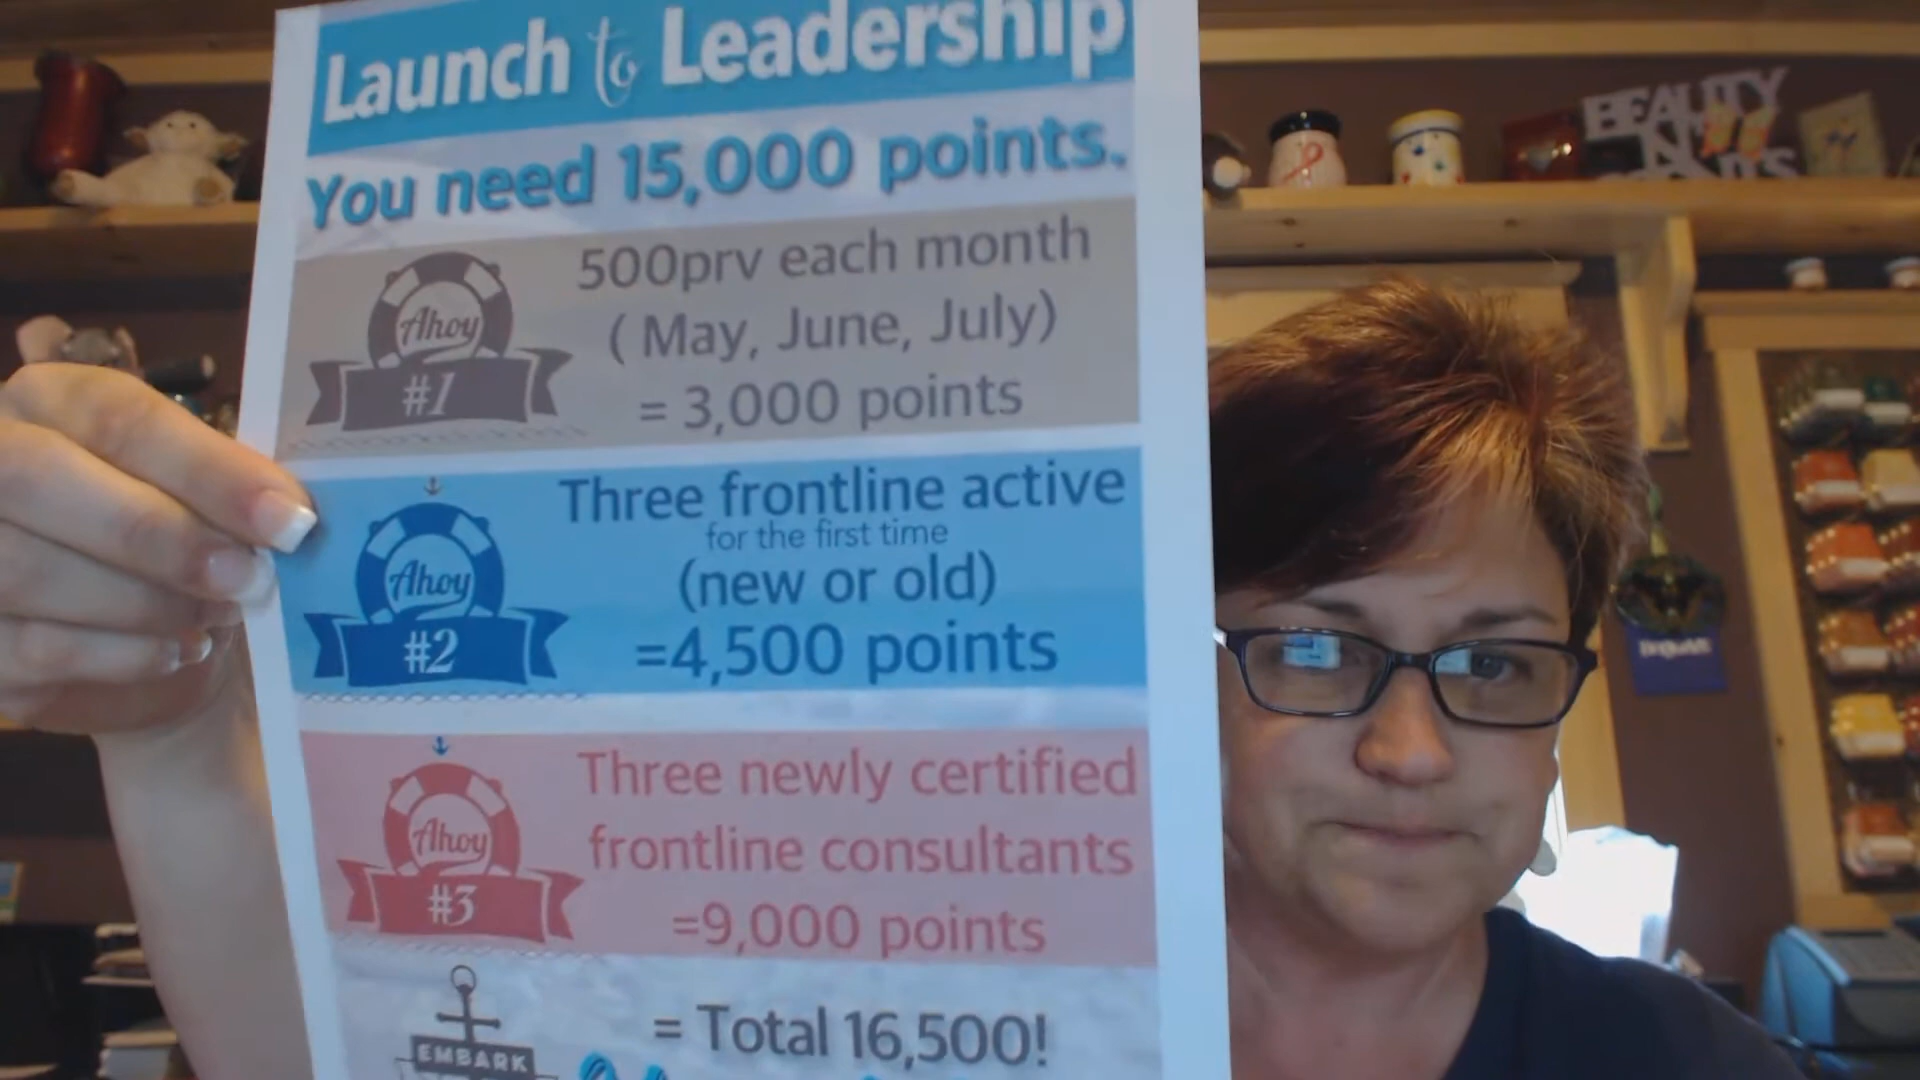 Launch to Leadership
You need 15,000 points.
Ahoy
#1
500prv each month
( May, June, July)
= 3,000 points
Ahoy
#2
Three frontline active
for the first time
(new or old)
=4,500 points
Ahoy
#3
Three newly certified
frontline consultants
=9,000 points
EMBARK
= Total 16,500!
BEAUTY